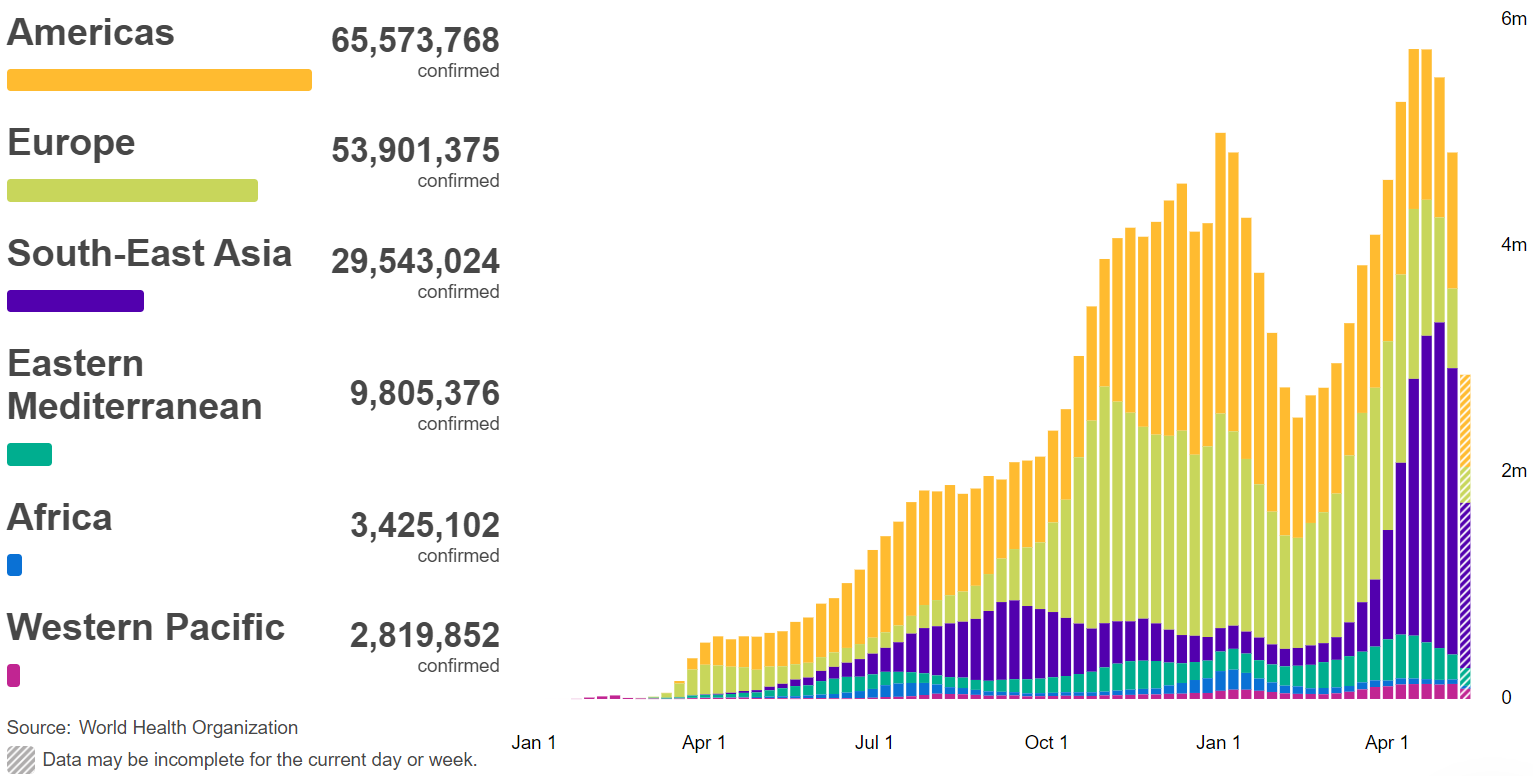 Americas
65,573,768
confirmed
Europe
53,901,375
confirmed
South-East Asia
29,543,024
confirmed
Eastern
Mediterranean
9,805,376
confirmed
Africa
3,425,102
confirmed
Western Pacific
2,819,852
confirmed
Source: World Health Organization
Data may be incomplete for the current day or week.
6m
4m
2m
0
Jan 1
Apr 1
Jul 1
Oct 1
Jan 1
Apr 1